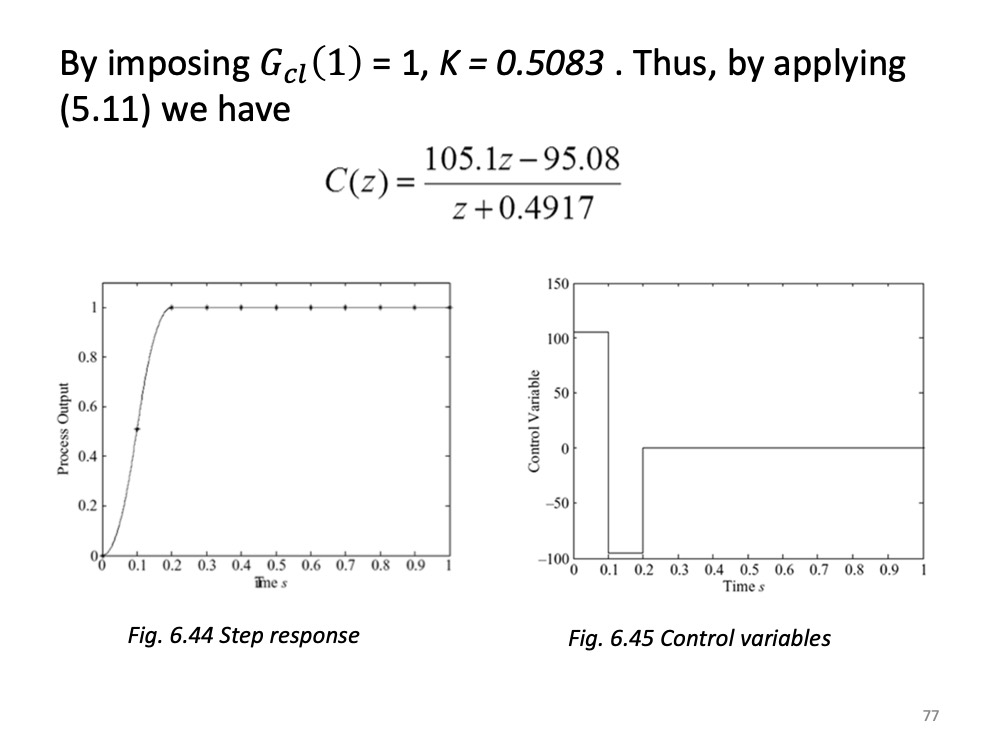 By imposing G_{cl}(1) = 1, K = 0.5083 . Thus, by applying
(5.11) we have
C(z) = \frac{105.1z − 95.08}{z + 0.4917}
Process Output
1
0.8
0.6
0.4
0.2
0
0 0.1 0.2 0.3 0.4 0.5 0.6 0.7 0.8 0.9 1
Time s
Control Variable
150
100
50
0
−50
−100
0 0.1 0.2 0.3 0.4 0.5 0.6 0.7 0.8 0.9 1
Time s
Fig. 6.44 Step response
Fig. 6.45 Control variables
77